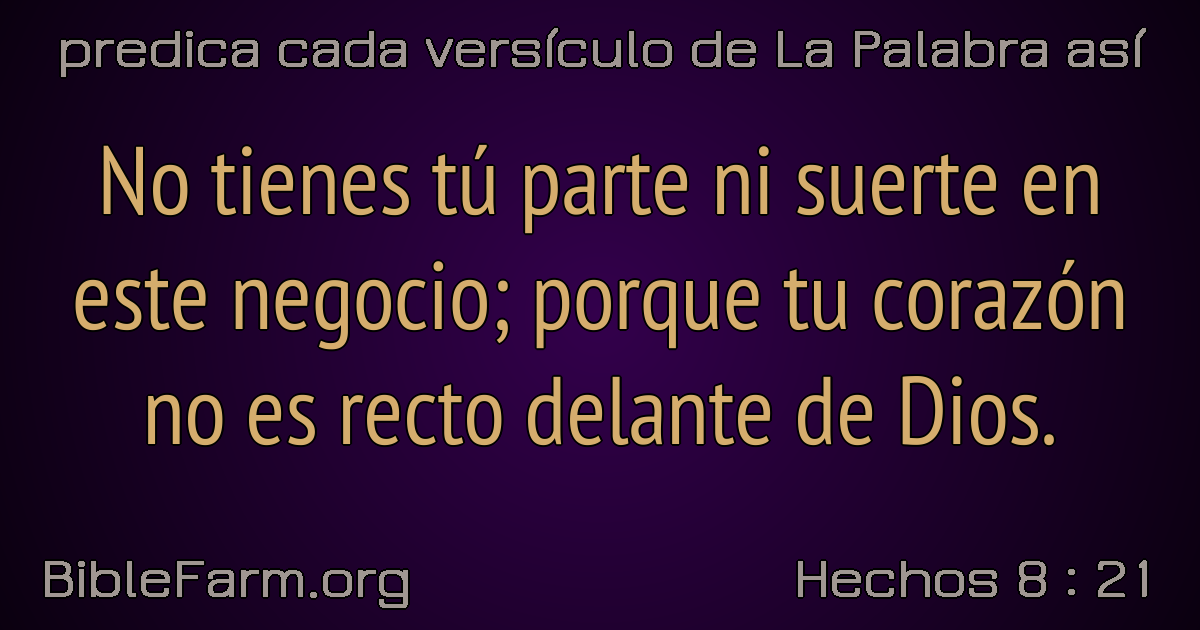 predica cada versículo de La Palabra así
No tienes tú parte ni suerte en
este negocio; porque tu corazón
no es recto delante de Dios.
BibleFarm.org
Hechos 8 : 21